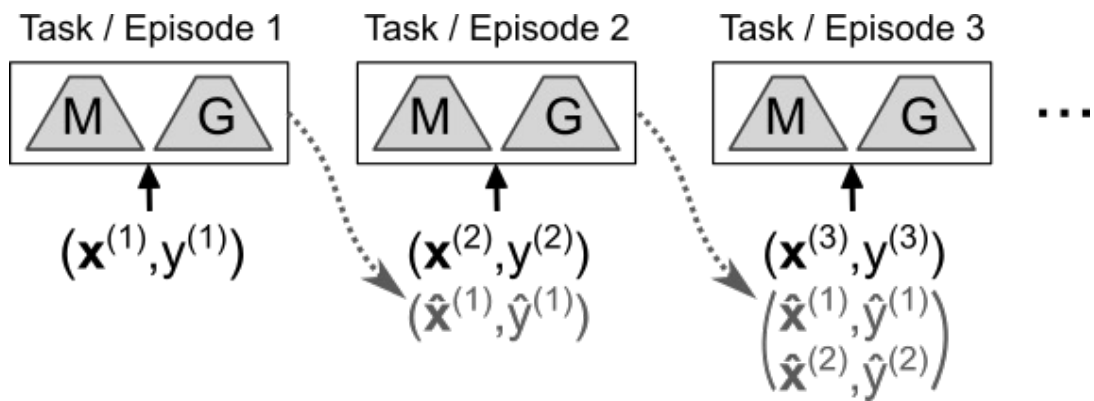 Task / Episode 1 Task / Episode 2 Task / Episode 3
M G M G M G ...
(x⁽¹⁾,y⁽¹⁾) (x⁽²⁾,y⁽²⁾) (x⁽³⁾,y⁽³⁾)
(x̂⁽¹⁾,ŷ⁽¹⁾) (x̂⁽¹⁾,ŷ⁽¹⁾
x̂⁽²⁾,ŷ⁽²⁾)